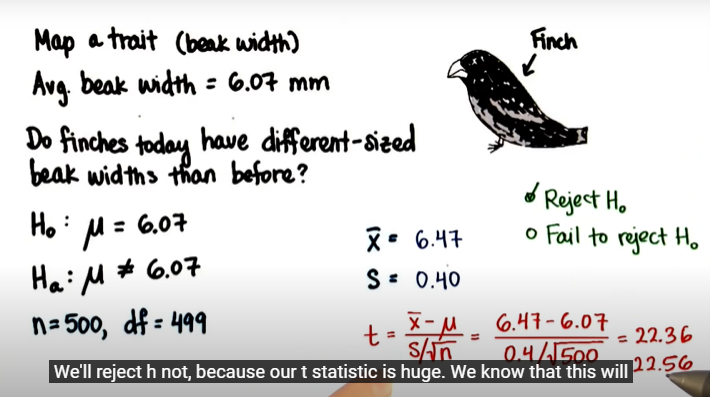 Map a trait (beak width)
Finch
Avg. beak width = 6.07 mm
Do finches today have different-sized
beak widths than before?
Reject H₀
Fail to reject H₀
H₀: μ = 6.07
Hₐ: μ ≠ 6.07
n=500, df = 499
x̄ = 6.47
S = 0.40
t = x̄-μ / S/√n = 6.47-6.07 / 0.4/√500 = 22.36
22.56
We'll reject h not, because our t statistic is huge. We know that this will